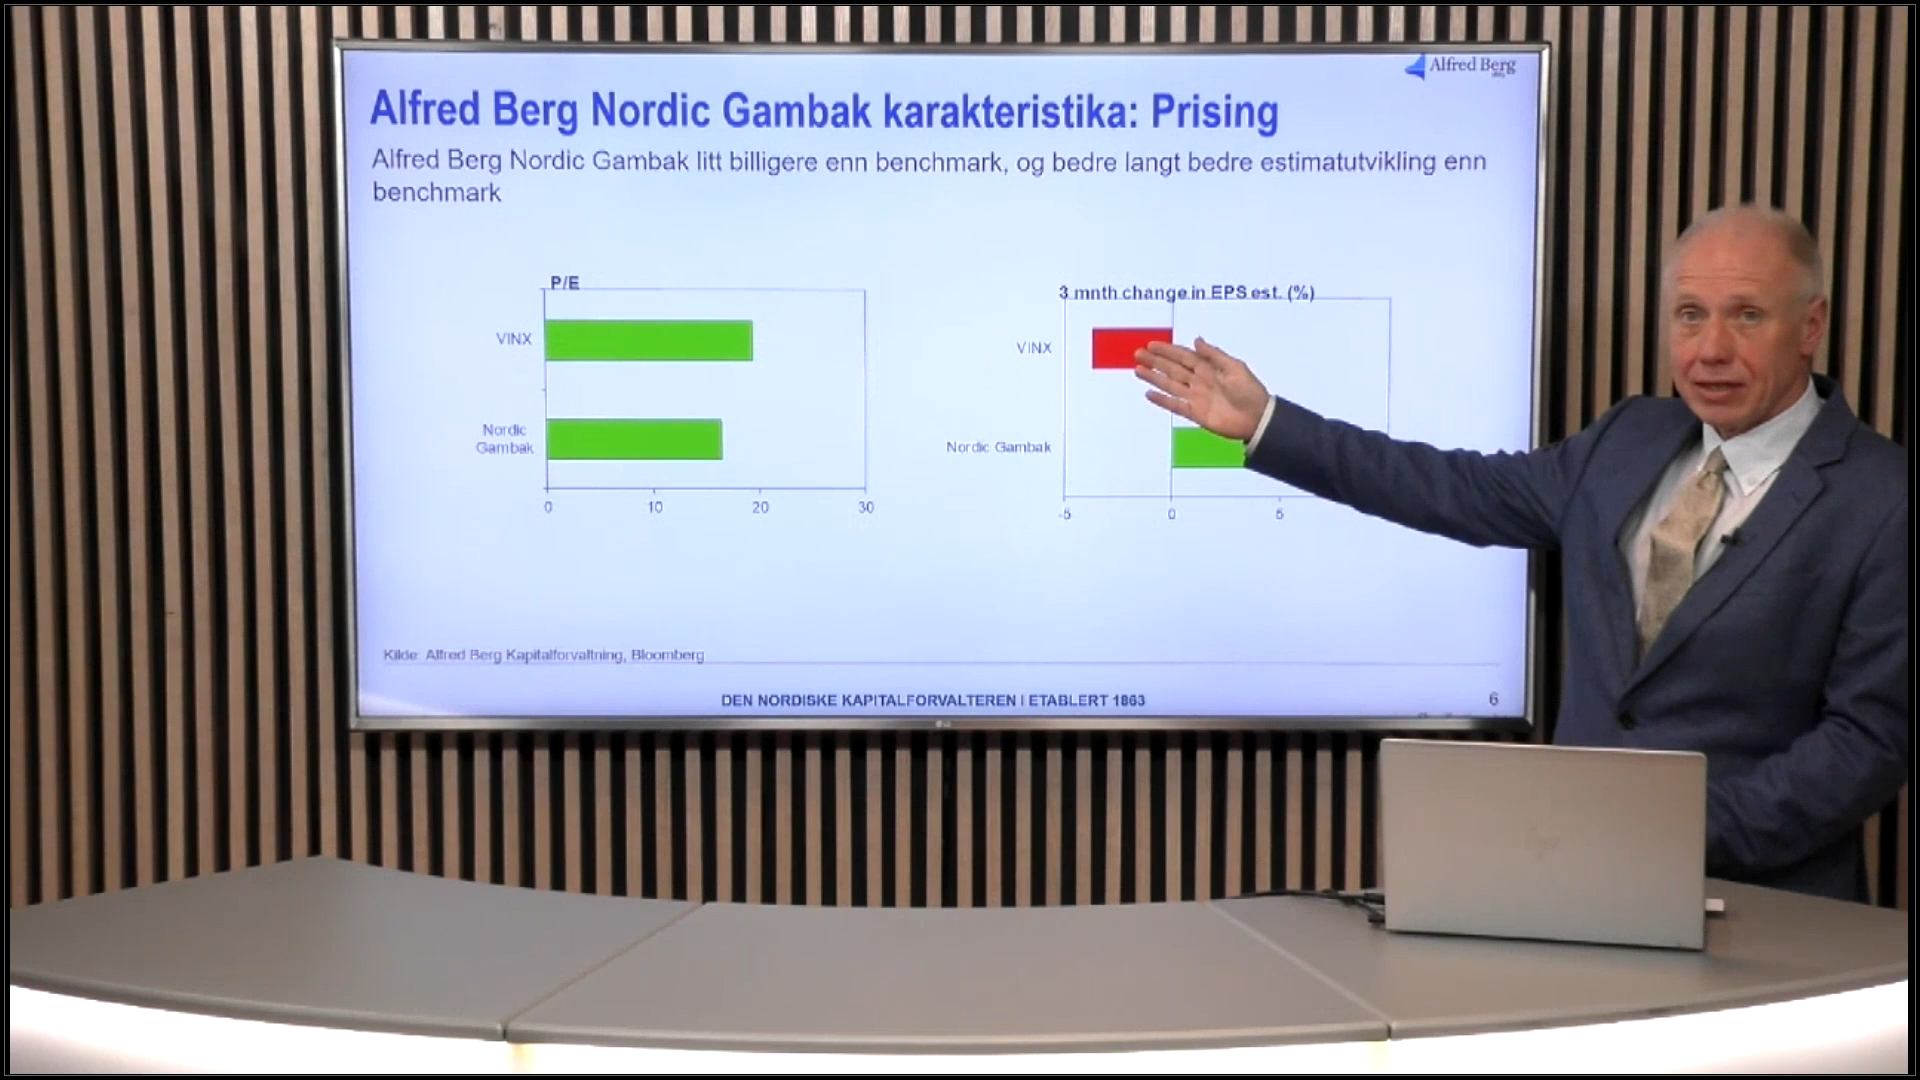 Alfred Berg
Alfred Berg Nordic Gambak karakteristika: Prising
Alfred Berg Nordic Gambak litt billigere enn benchmark, og bedre langt bedre estimatutvikling enn
benchmark
P/E
VINX
Nordic
Gambak
0 10 20 30
3 mnth change in EPS est. (%)
VINX
Nordic Gambak
-5 0 5
Kilde: Alfred Berg Kapitalforvaltning, Bloomberg
DEN NORDISKE KAPITALFORVALTEREN I ETABLERT 1863
6
LG